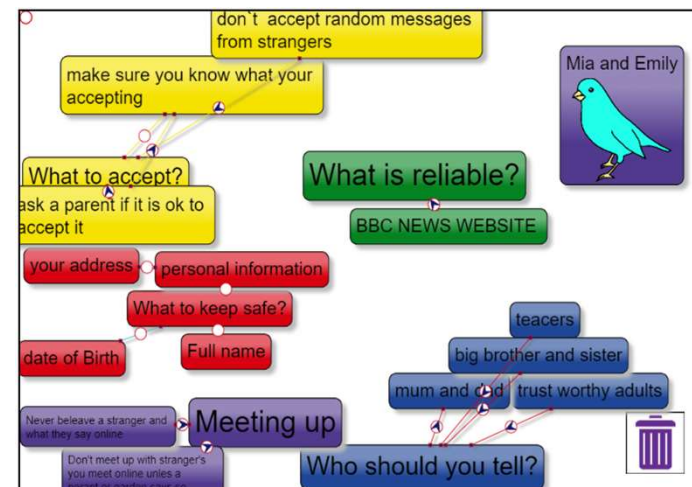 don`t accept random messages
from strangers
make sure you know what your
accepting
What to accept?
ask a parent if it is ok to
accept it
Mia and Emily
What is reliable?
BBC NEWS WEBSITE
your address
personal information
What to keep safe?
date of Birth
Full name
teacers
big brother and sister
mum and dad
trust worthy adults
Who should you tell?
Never beleave a stranger and
what they say online
Meeting up
Don't meet up with stranger's
you meet online unles a